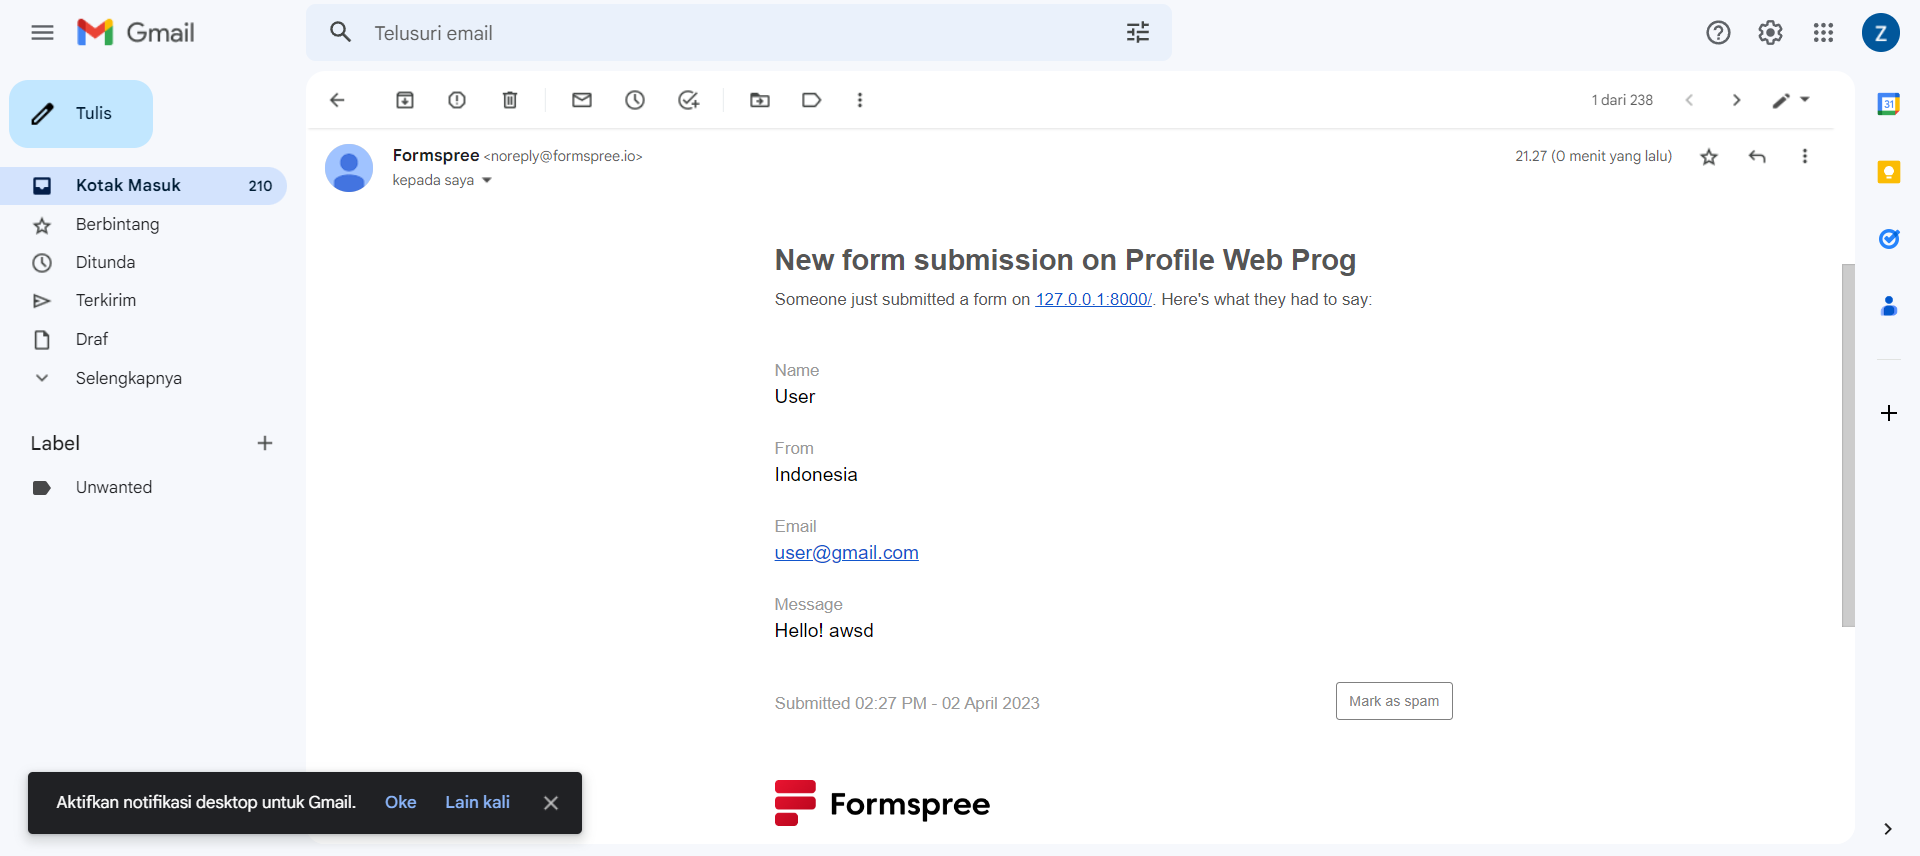 Gmail
Telusuri email
Z
Tulis
1 dari 238
31
Formspree <noreply@formspree.io>
21.27 (0 menit yang lalu)
kepada saya
Kotak Masuk 210
Berbintang
Ditunda
Terkirim
Draf
Selengkapnya
Label
Unwanted
New form submission on Profile Web Prog
Someone just submitted a form on 127.0.0.1:8000/. Here's what they had to say:
Name
User
From
Indonesia
Email
user@gmail.com
Message
Hello! awsd
Submitted 02:27 PM - 02 April 2023
Mark as spam
Formspree
Aktifkan notifikasi desktop untuk Gmail. Oke Lain kali